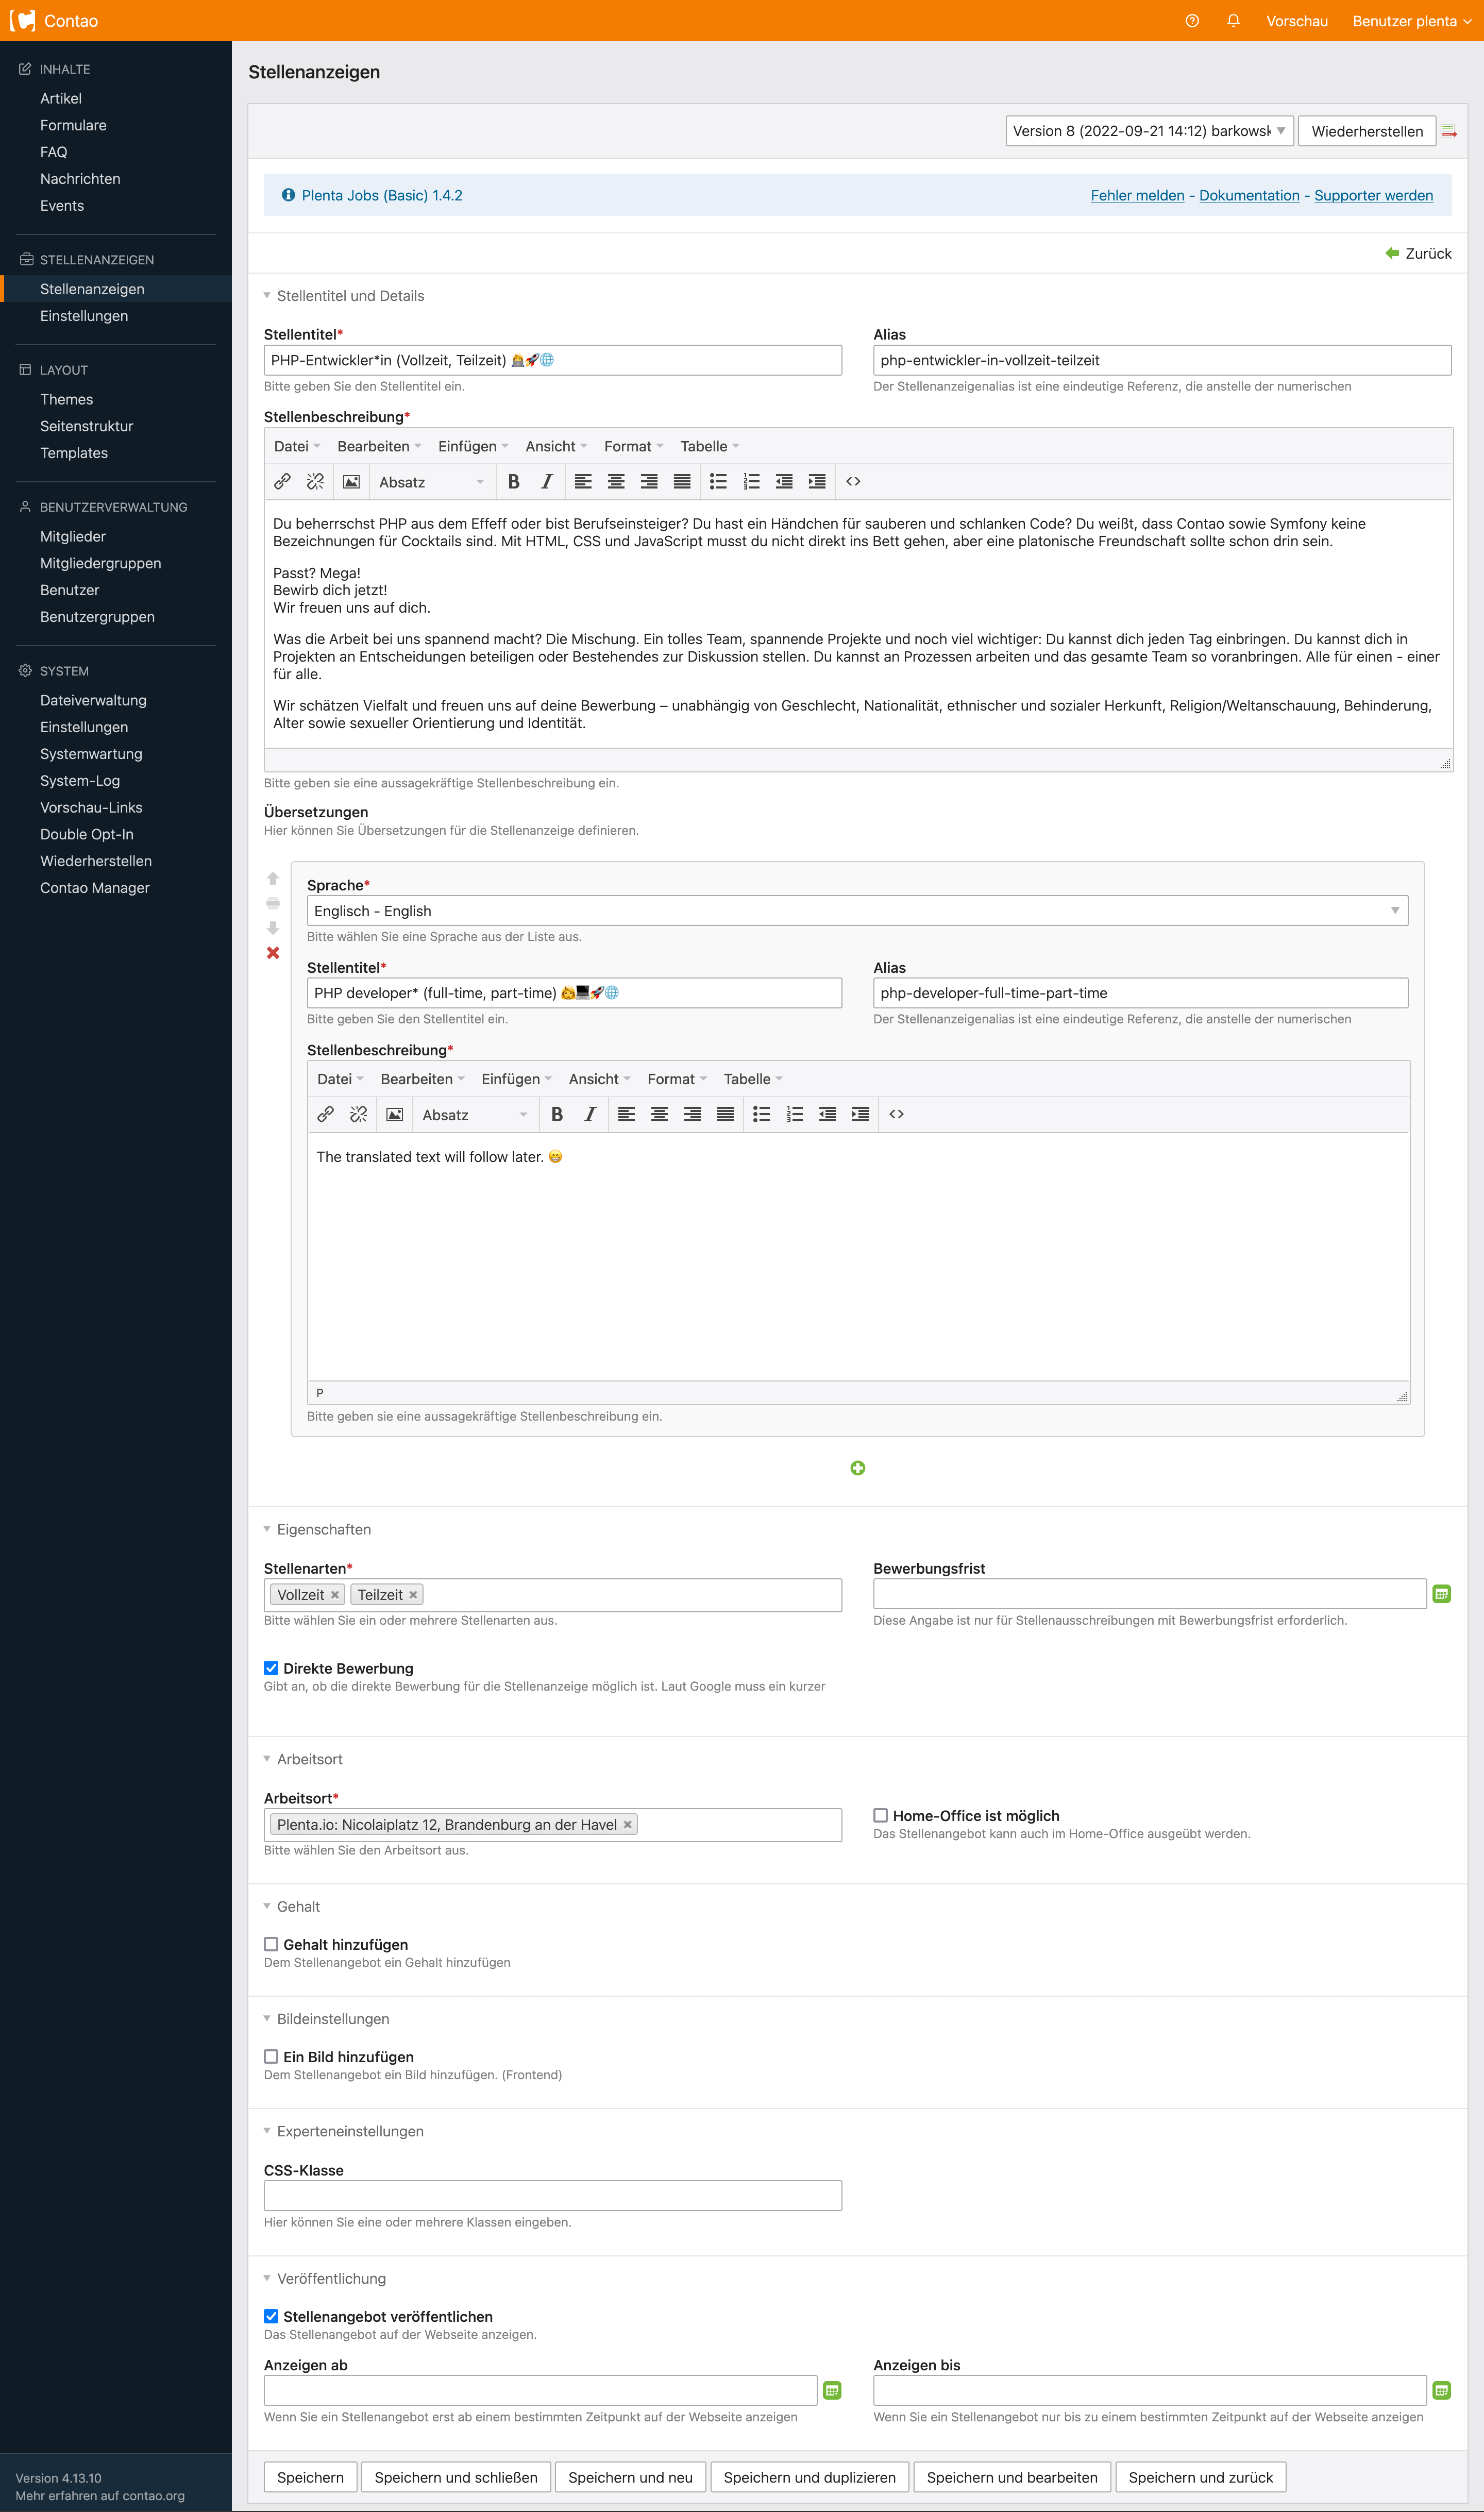 Contao
Vorschau
Benutzer plenta
INHALTE
Artikel
Formulare
FAQ
Nachrichten
Events
STELLENANZEIGEN
Stellenanzeigen
Einstellungen
LAYOUT
Themes
Seitenstruktur
Templates
BENUTZERVERWALTUNG
Mitglieder
Mitgliedergruppen
Benutzer
Benutzergruppen
SYSTEM
Dateiverwaltung
Einstellungen
Systemwartung
System-Log
Vorschau-Links
Double Opt-In
Wiederherstellen
Contao Manager
Version 4.13.10
Mehr erfahren auf contao.org
Stellenanzeigen
Version 8 (2022-09-21 14:12) barkowsk
Wiederherstellen
Plenta Jobs (Basic) 1.4.2
Fehler melden - Dokumentation - Supporter werden
Zurück
Stellentitel und Details
Stellentitel*
PHP-Entwickler*in (Vollzeit, Teilzeit) 👩‍💻🚀🌐
Bitte geben Sie den Stellentitel ein.
Alias
php-entwickler-in-vollzeit-teilzeit
Der Stellenanzeigenalias ist eine eindeutige Referenz, die anstelle der numerischen
Stellenbeschreibung*
Datei Bearbeiten Einfügen Ansicht Format Tabelle
Absatz
Du beherrschst PHP aus dem Effeff oder bist Berufseinsteiger? Du hast ein Händchen für sauberen und schlanken Code? Du weißt, dass Contao sowie Symfony keine
Bezeichnungen für Cocktails sind. Mit HTML, CSS und JavaScript musst du nicht direkt ins Bett gehen, aber eine platonische Freundschaft sollte schon drin sein.
Passt? Mega!
Bewirb dich jetzt!
Wir freuen uns auf dich.
Was die Arbeit bei uns spannend macht? Die Mischung. Ein tolles Team, spannende Projekte und noch viel wichtiger: Du kannst dich jeden Tag einbringen. Du kannst dich in
Projekten an Entscheidungen beteiligen oder Bestehendes zur Diskussion stellen. Du kannst an Prozessen arbeiten und das gesamte Team so voranbringen. Alle für einen - einer
für alle.
Wir schätzen Vielfalt und freuen uns auf deine Bewerbung – unabhängig von Geschlecht, Nationalität, ethnischer und sozialer Herkunft, Religion/Weltanschauung, Behinderung,
Alter sowie sexueller Orientierung und Identität.
Bitte geben sie eine aussagekräftige Stellenbeschreibung ein.
Übersetzungen
Hier können Sie Übersetzungen für die Stellenanzeige definieren.
Sprache*
Englisch - English
Bitte wählen Sie eine Sprache aus der Liste aus.
Stellentitel*
PHP developer* (full-time, part-time) 👩💻🚀🌐
Bitte geben Sie den Stellentitel ein.
Alias
php-developer-full-time-part-time
Der Stellenanzeigenalias ist eine eindeutige Referenz, die anstelle der numerischen
Stellenbeschreibung*
Datei Bearbeiten Einfügen Ansicht Format Tabelle
Absatz
The translated text will follow later. 😁
P
Bitte geben sie eine aussagekräftige Stellenbeschreibung ein.
Eigenschaften
Stellenarten*
Vollzeit Teilzeit
Bitte wählen Sie ein oder mehrere Stellenarten aus.
Bewerbungsfrist
Diese Angabe ist nur für Stellenausschreibungen mit Bewerbungsfrist erforderlich.
Direkte Bewerbung
Gibt an, ob die direkte Bewerbung für die Stellenanzeige möglich ist. Laut Google muss ein kurzer
Arbeitsort
Arbeitsort*
Plenta.io: Nicolaiplatz 12, Brandenburg an der Havel
Bitte wählen Sie den Arbeitsort aus.
Home-Office ist möglich
Das Stellenangebot kann auch im Home-Office ausgeübt werden.
Gehalt
Gehalt hinzufügen
Dem Stellenangebot ein Gehalt hinzufügen
Bildeinstellungen
Ein Bild hinzufügen
Dem Stellenangebot ein Bild hinzufügen. (Frontend)
Experteneinstellungen
CSS-Klasse
Hier können Sie eine oder mehrere Klassen eingeben.
Veröffentlichung
Stellenangebot veröffentlichen
Das Stellenangebot auf der Webseite anzeigen.
Anzeigen ab
Wenn Sie ein Stellenangebot erst ab einem bestimmten Zeitpunkt auf der Webseite anzeigen
Anzeigen bis
Wenn Sie ein Stellenangebot nur bis zu einem bestimmten Zeitpunkt auf der Webseite anzeigen
Speichern
Speichern und schließen
Speichern und neu
Speichern und duplizieren
Speichern und bearbeiten
Speichern und zurück